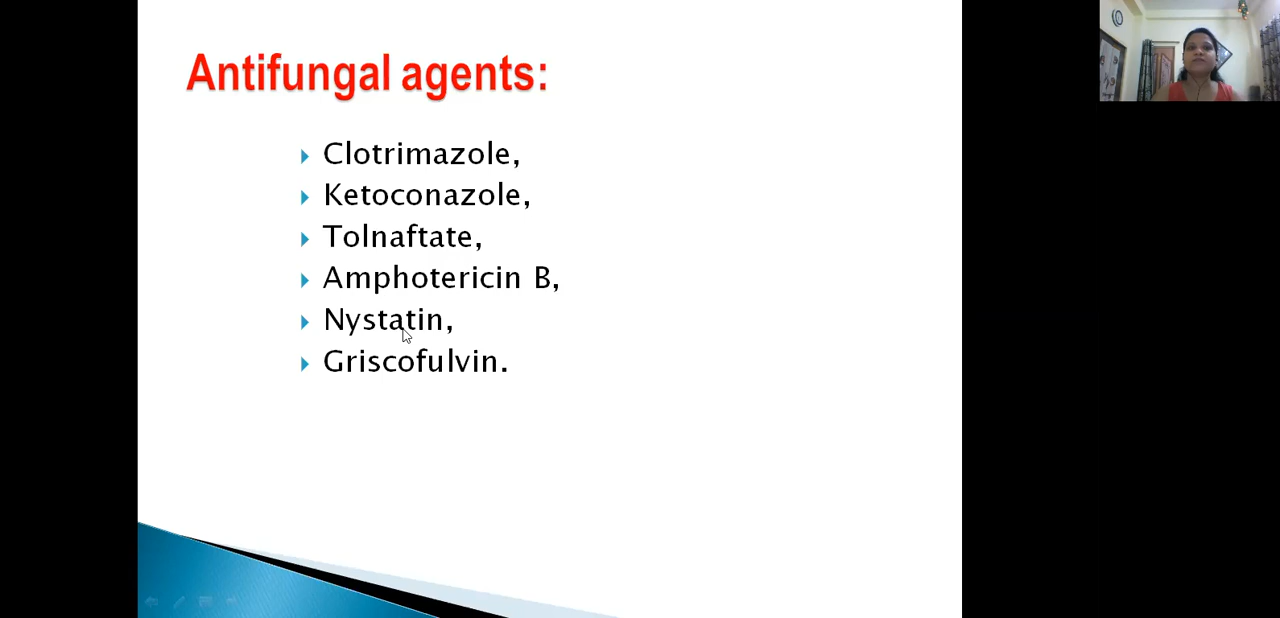 Antifungal agents:
Clotrimazole,
Ketoconazole,
Tolnaftate,
Amphotericin B,
Nystatin,
Griscofulvin.